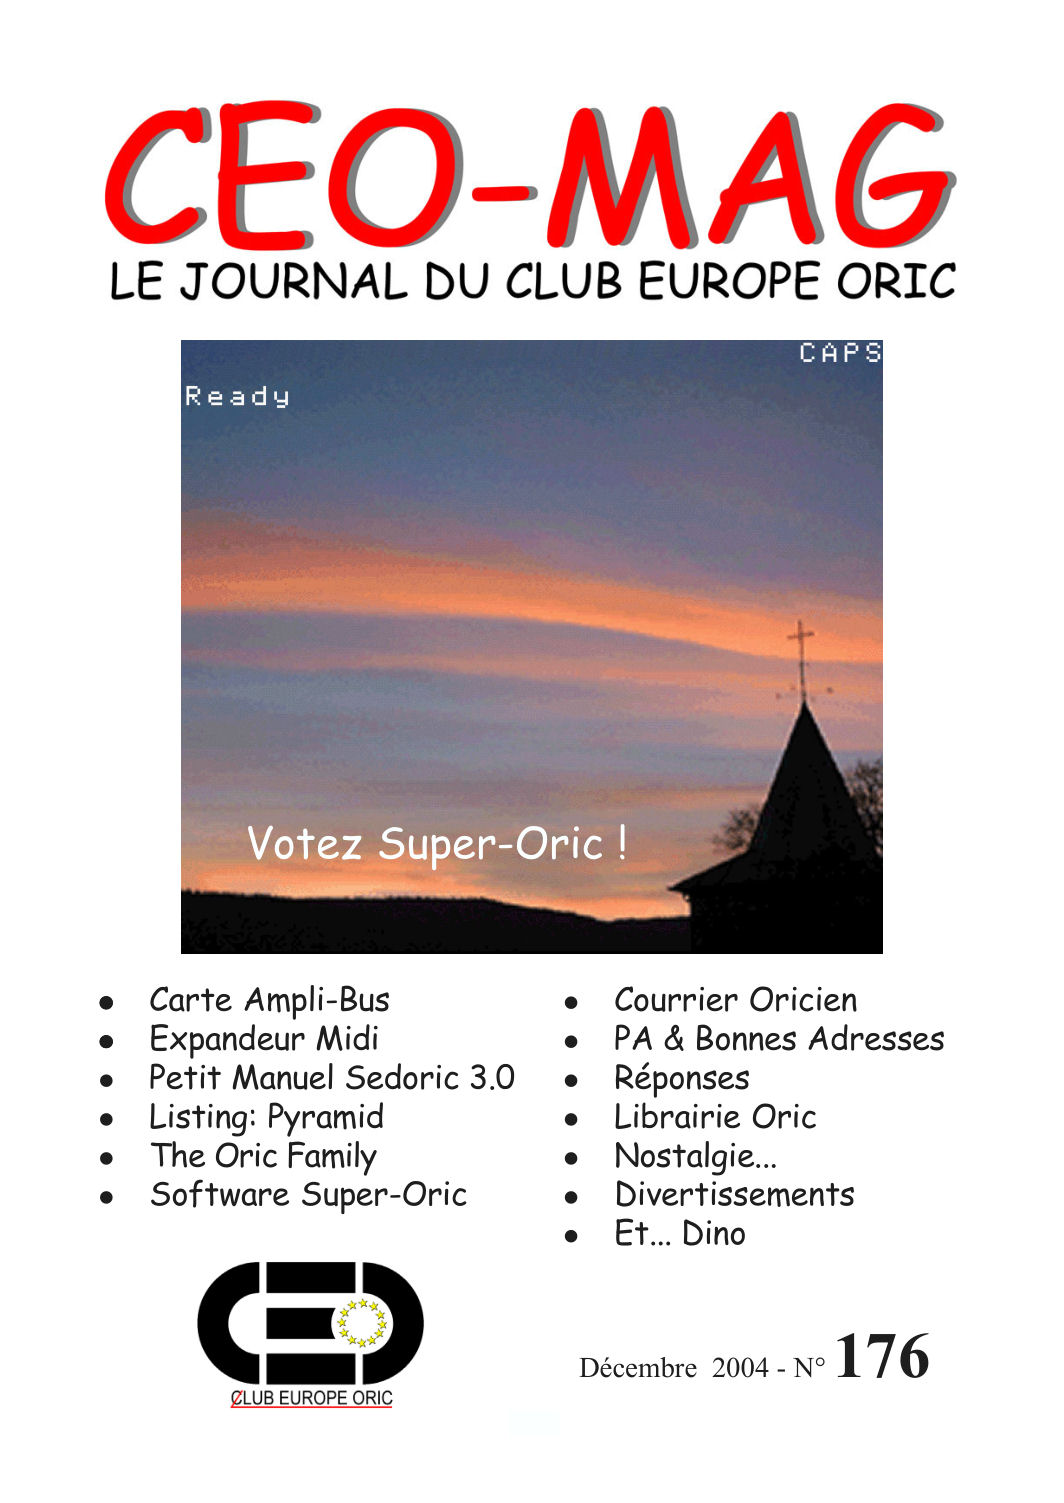 CEO-MAG
LE JOURNAL DU CLUB EUROPE ORIC
CAPS
Ready
Votez Super-Oric !
● Carte Ampli-Bus
● Expandeur Midi
● Petit Manuel Sedoric 3.0
● Listing: Pyramid
● The Oric Family
● Software Super-Oric
● Courrier Oricien
● PA & Bonnes Adresses
● Réponses
● Librairie Oric
● Nostalgie...
● Divertissements
● Et... Dino
CEO
CLUB EUROPE ORIC
Décembre 2004 - N° 176